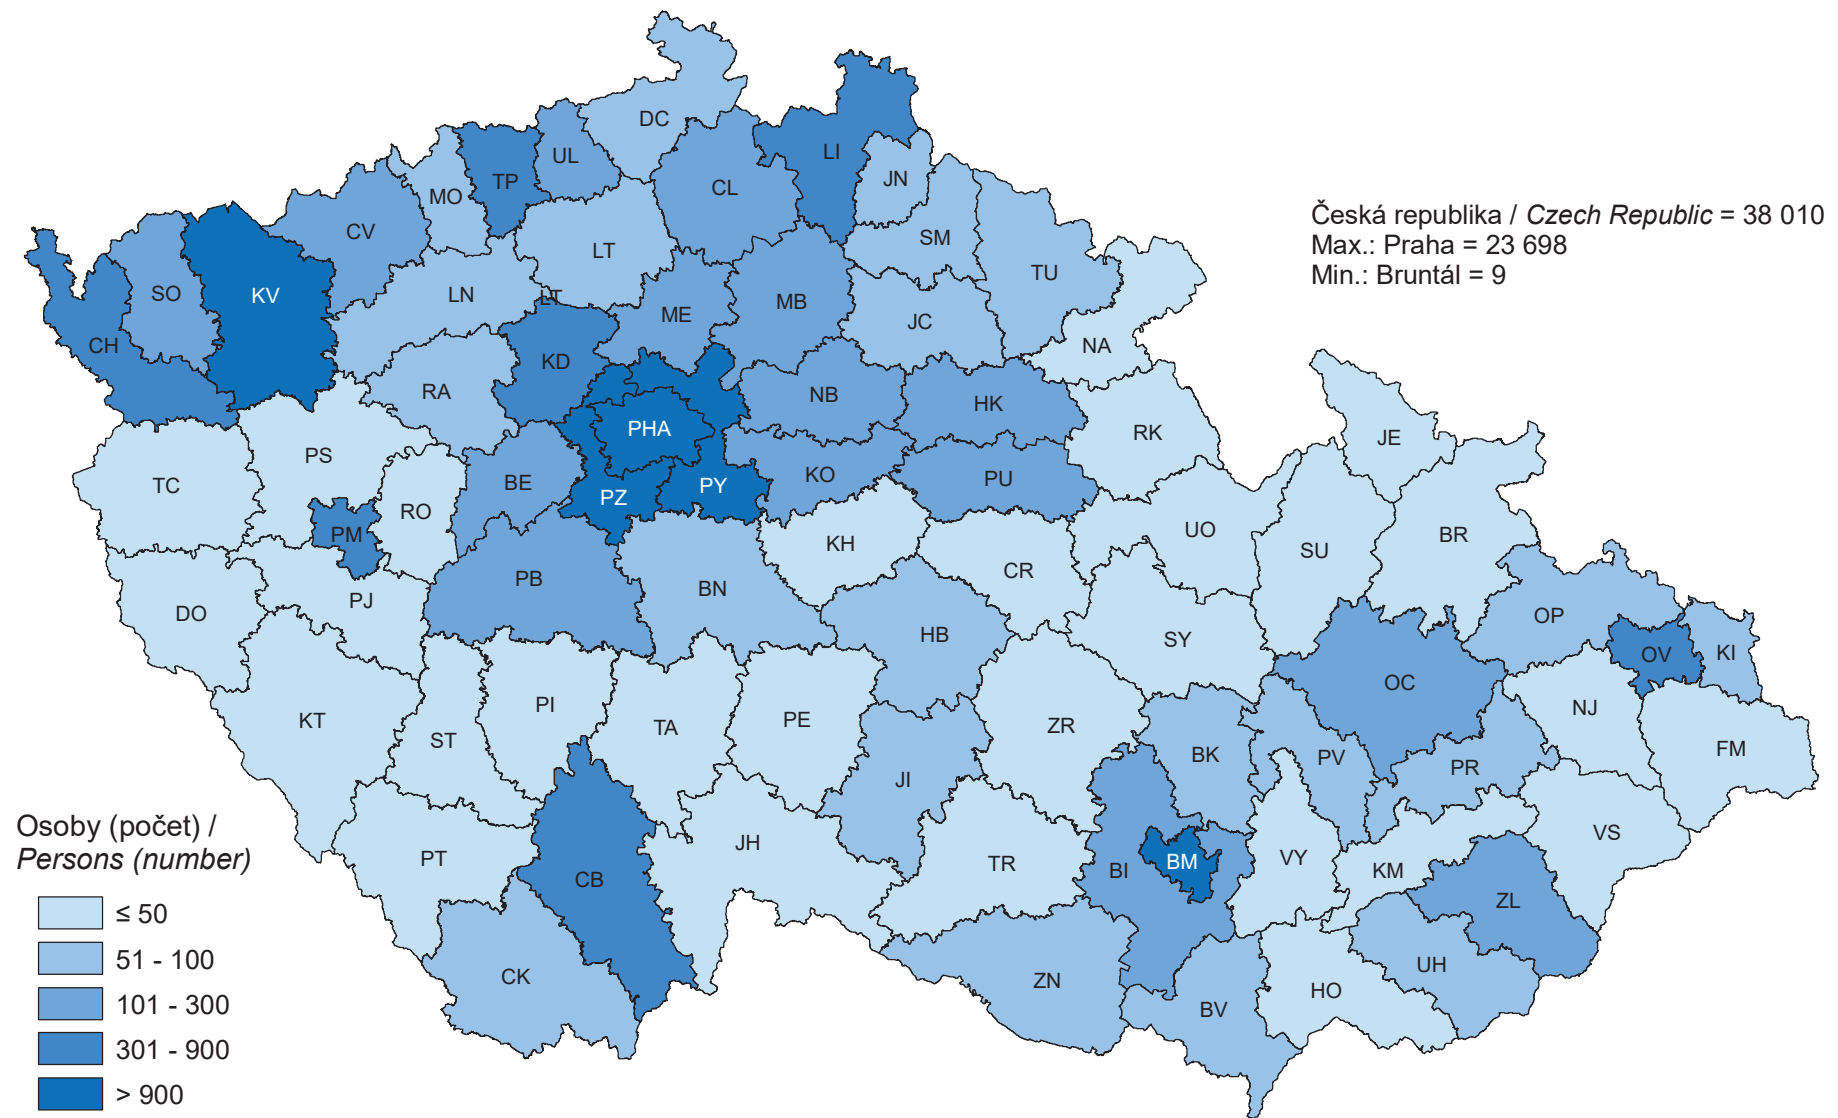 DC
UL
LI
TP
CL
JN
MO
CV
SM
LT
TU
SO
KV
LN
LT
MB
ME
JC
CH
NA
KD
RA
NB
HK
PHA
RK
JE
PS
TC
KO
PU
BE
PY
PZ
RO
PM
UO
BR
SU
KH
CR
PB
BN
PJ
DO
OP
HB
SY
OV
KI
OC
PI
NJ
KT
PE
ZR
TA
ST
FM
BK
PV
PR
JI
VS
JH
PT
VY
BM
TR
BI
KM
CB
ZL
UH
CK
ZN
HO
BV
Česká republika / Czech Republic = 38 010
Max.: Praha = 23 698
Min.: Bruntál = 9
Osoby (počet) /
Persons (number)
≤ 50
51 - 100
101 - 300
301 - 900
> 900